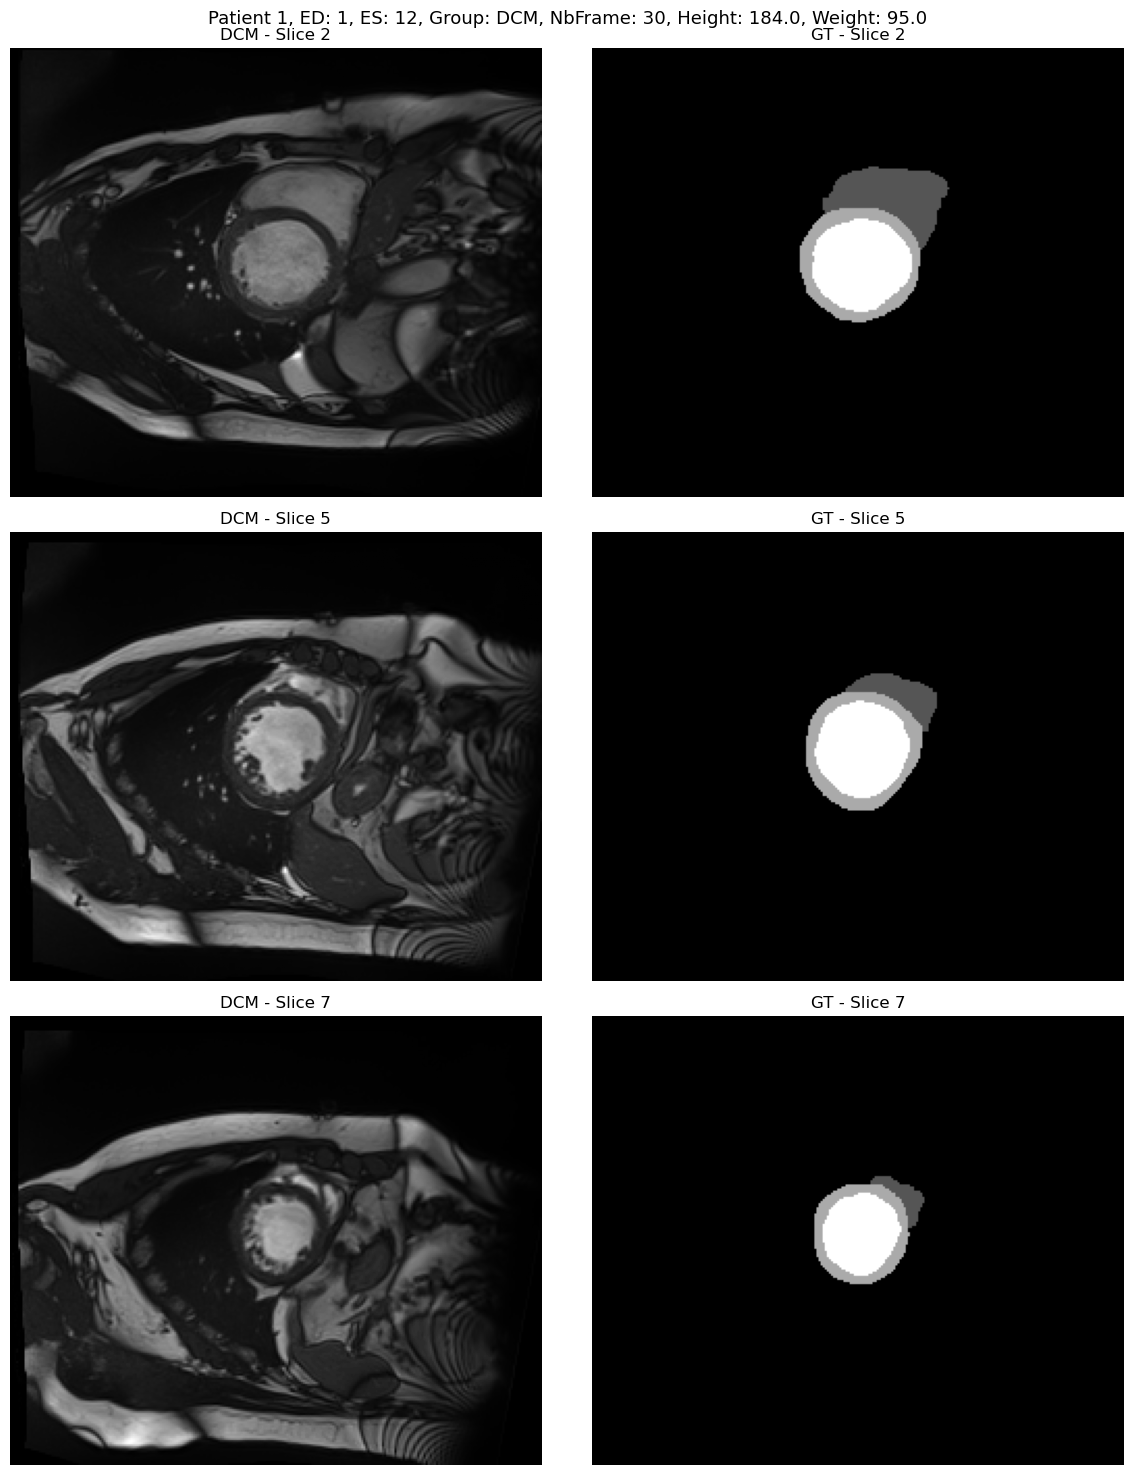 Patient 1, ED: 1, ES: 12, Group: DCM, NbFrame: 30, Height: 184.0, Weight: 95.0
DCM - Slice 2
GT - Slice 2
DCM - Slice 5
GT - Slice 5
DCM - Slice 7
GT - Slice 7